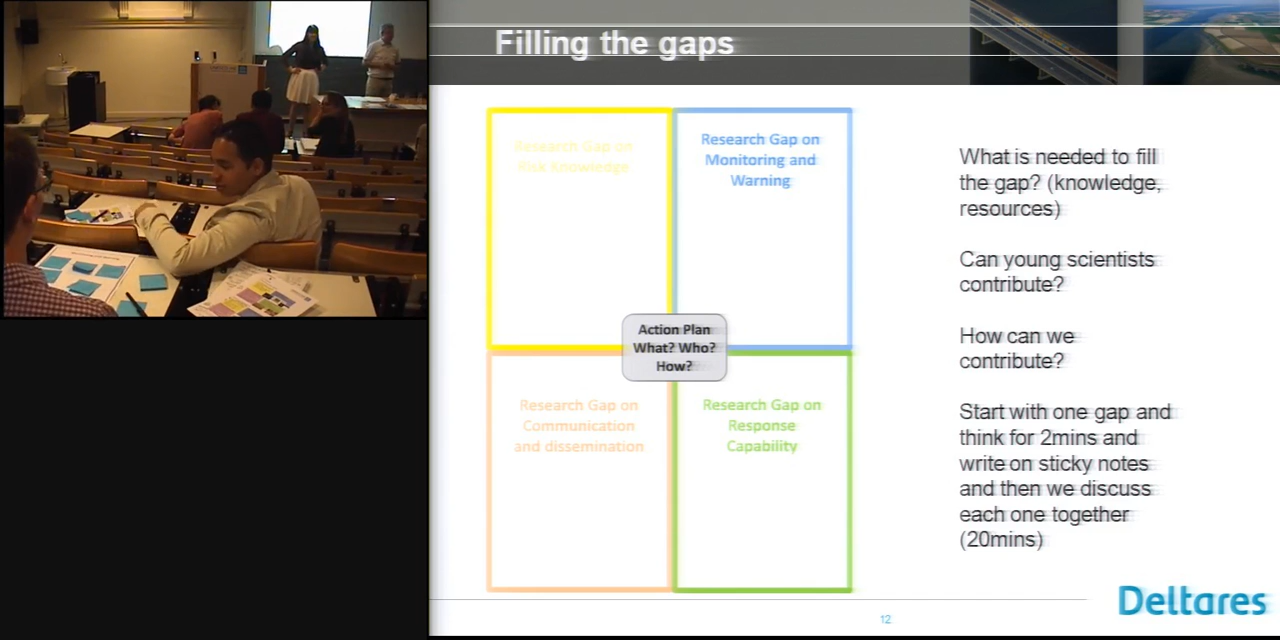 Filling the gaps
Research Gap on
Risk Knowledge
Research Gap on
Monitoring and
Warning
Action Plan
What? Who?
How?
Research Gap on
Communication
and dissemination
Research Gap on
Response
Capability
What is needed to fill
the gap? (knowledge,
resources)
Can young scientists
contribute?
How can we
contribute?
Start with one gap and
think for 2mins and
write on sticky notes
and then we discuss
each one together
(20mins)
Deltares
12